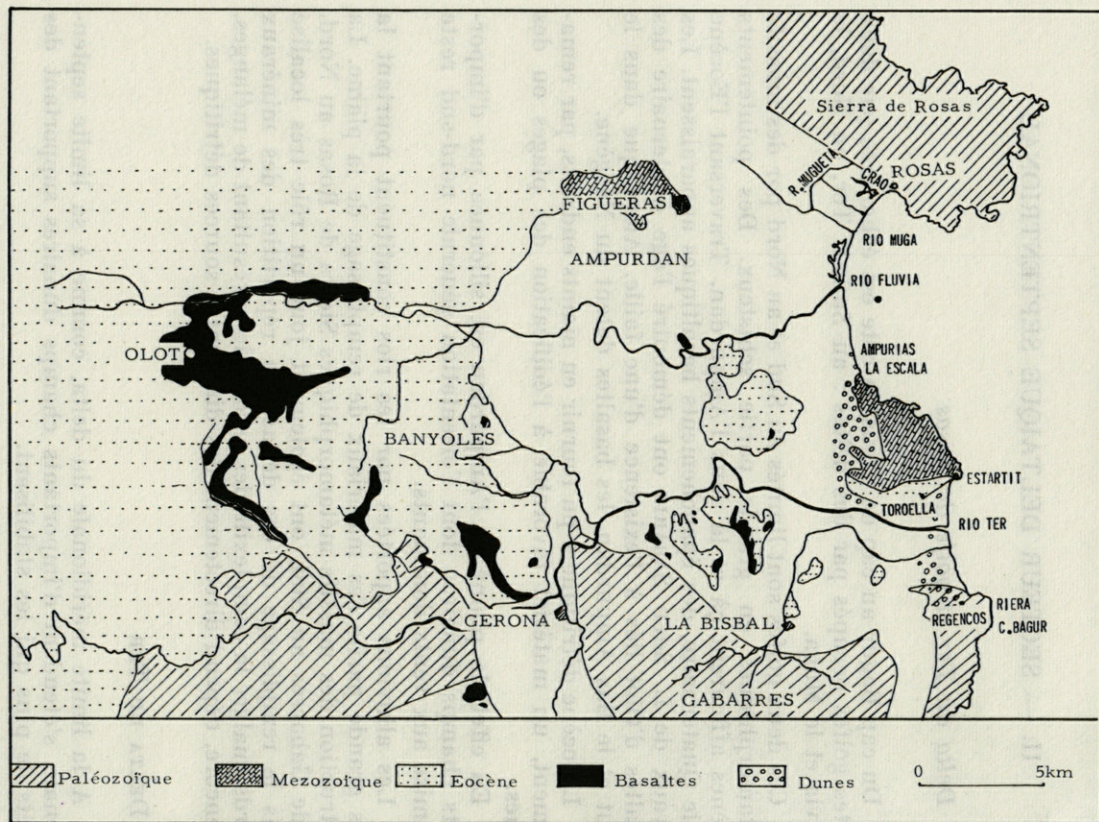 Sierra de Rosas
R. MUGUETA
CRAO
ROSAS
FIGUERAS
RIO MUGA
AMPURDAN
RIO FLUVIA
OLOT
AMPURIAS
LA ESCALA
BANYOLES
ESTARTIT
TOROELLA
RIO TER
GERONA
LA BISBAL
REGENCOS
RIERA
C. BAGUR
GABARRES
Paléozoïque
Mezozoïque
Eocène
Basaltes
Dunes
0 5km